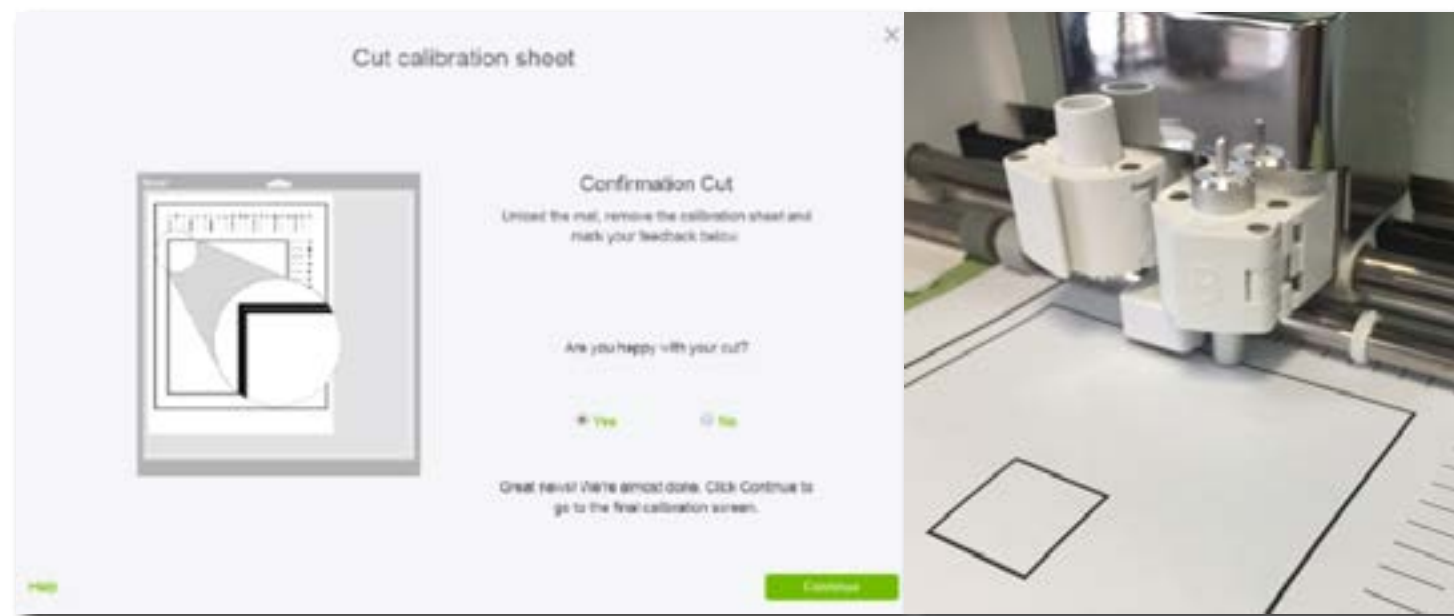 Cut calibration sheet
Confirmation Cut
Unload the mat, remove the calibration sheet and
mark your feedback below.
Are you happy with your cut?
Yes
No
Great news! We're almost done. Click Continue to
go to the final calibration screen.
Help
Continue